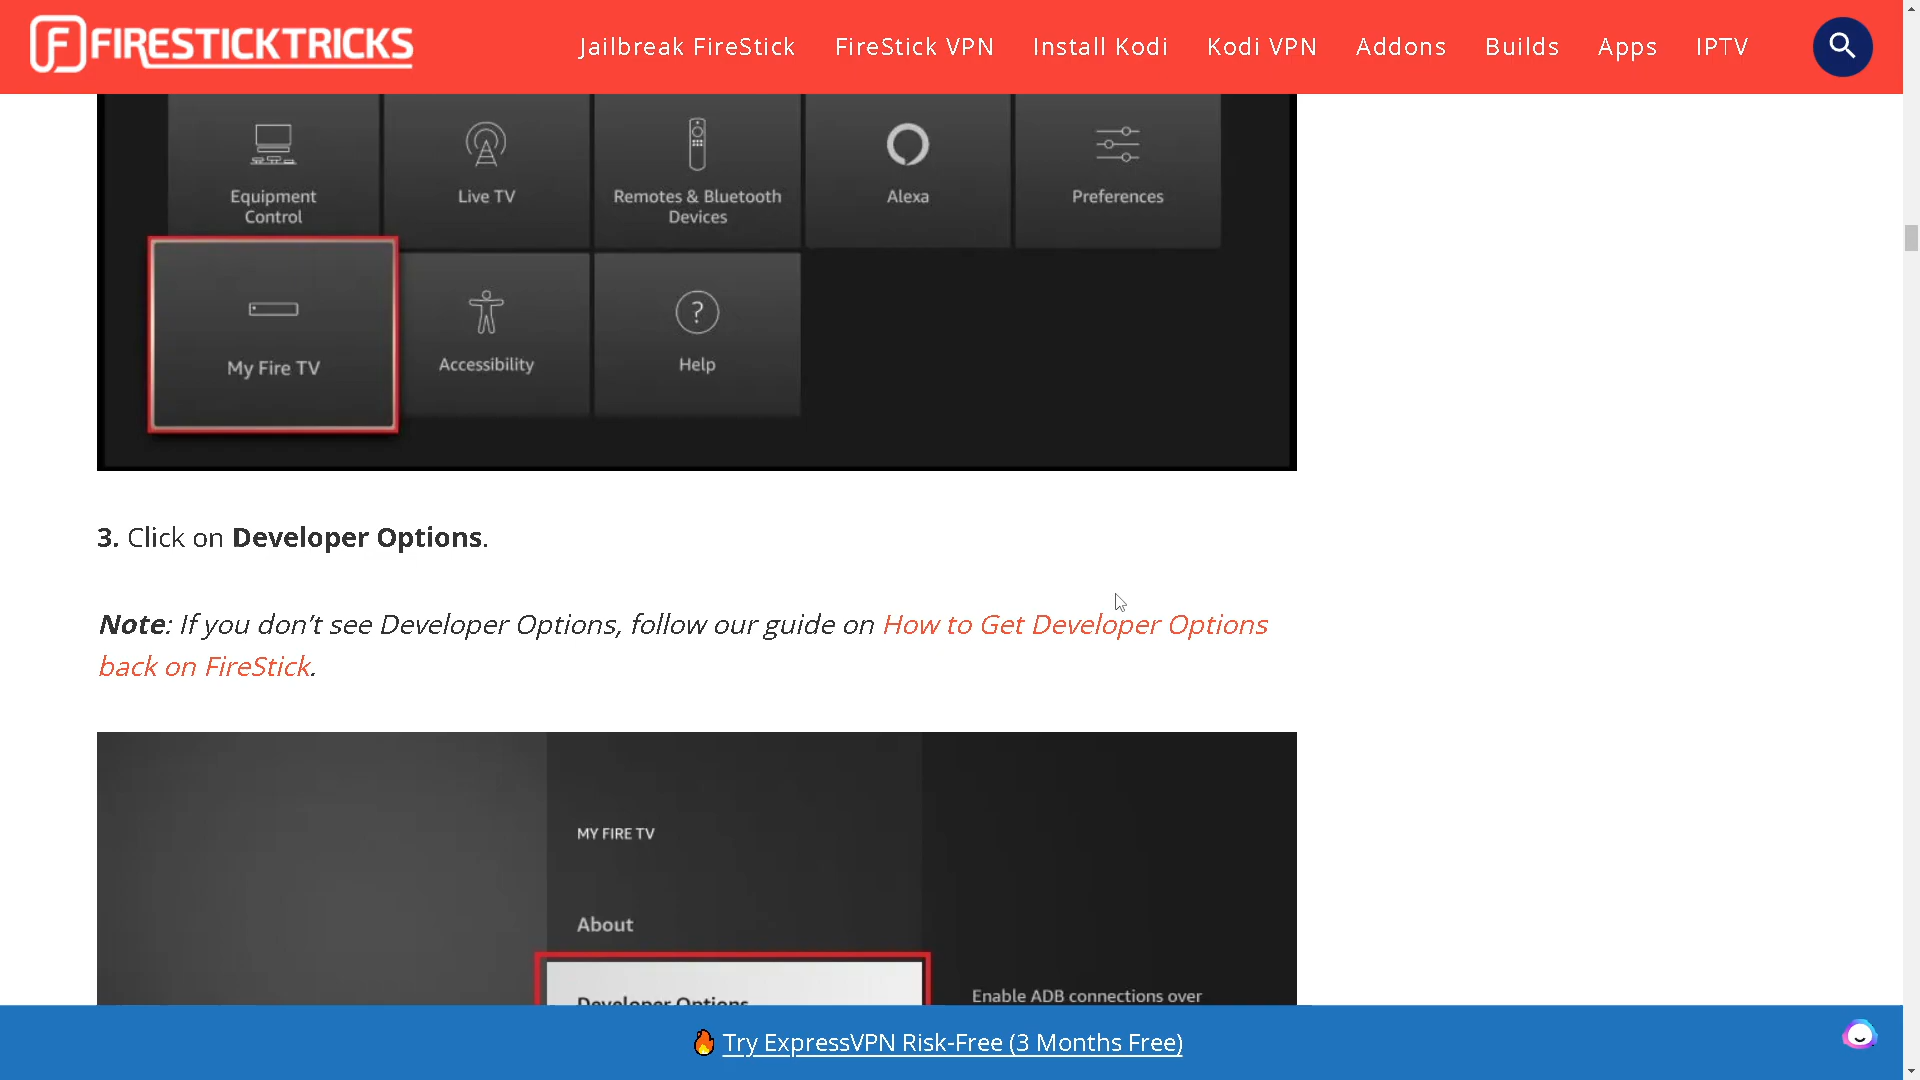 FIRESTICKTRICKS
Jailbreak FireStick FireStick VPN Install Kodi Kodi VPN Addons Builds Apps IPTV
Equipment
Control
Live TV
Remotes & Bluetooth
Devices
Alexa
Preferences
My Fire TV
Accessibility
Help
3. Click on Developer Options.
Note: If you don't see Developer Options, follow our guide on How to Get Developer Options
back on FireStick.
MY FIRE TV
About
Developer Options
Enable ADB connections over
Try ExpressVPN Risk-Free (3 Months Free)